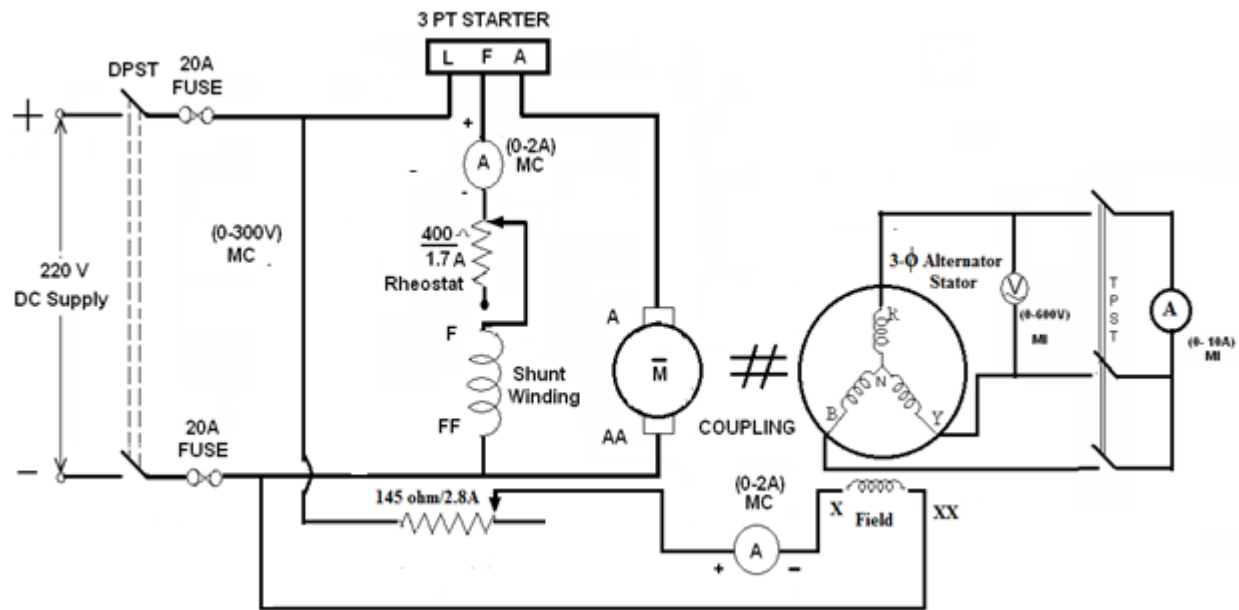 3 PT STARTER
L F A
DPST
20A
FUSE
+
+
(0-2A)
MC
A
-
-
(0-300V)
MC
400
1.7 A
Rheostat
220 V
DC Supply
3-ϕ Alternator
Stator
V
(0-600V)
MI
TPST
A
(0-10A)
MI
R
N
B
Y
A
M
AA
COUPLING
F
Shunt
Winding
FF
20A
FUSE
-
145 ohm/2.8A
(0-2A)
MC
X
Field
XX
A
+
-